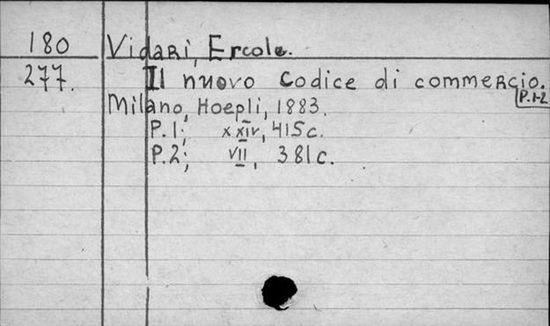 180 Vidari, Ercole.
277. Il nuovo codice di commercio.
P.1-2
Milano, Hoepli, 1883.
P.1; xxiv, 415c.
P.2; VII, 381c.